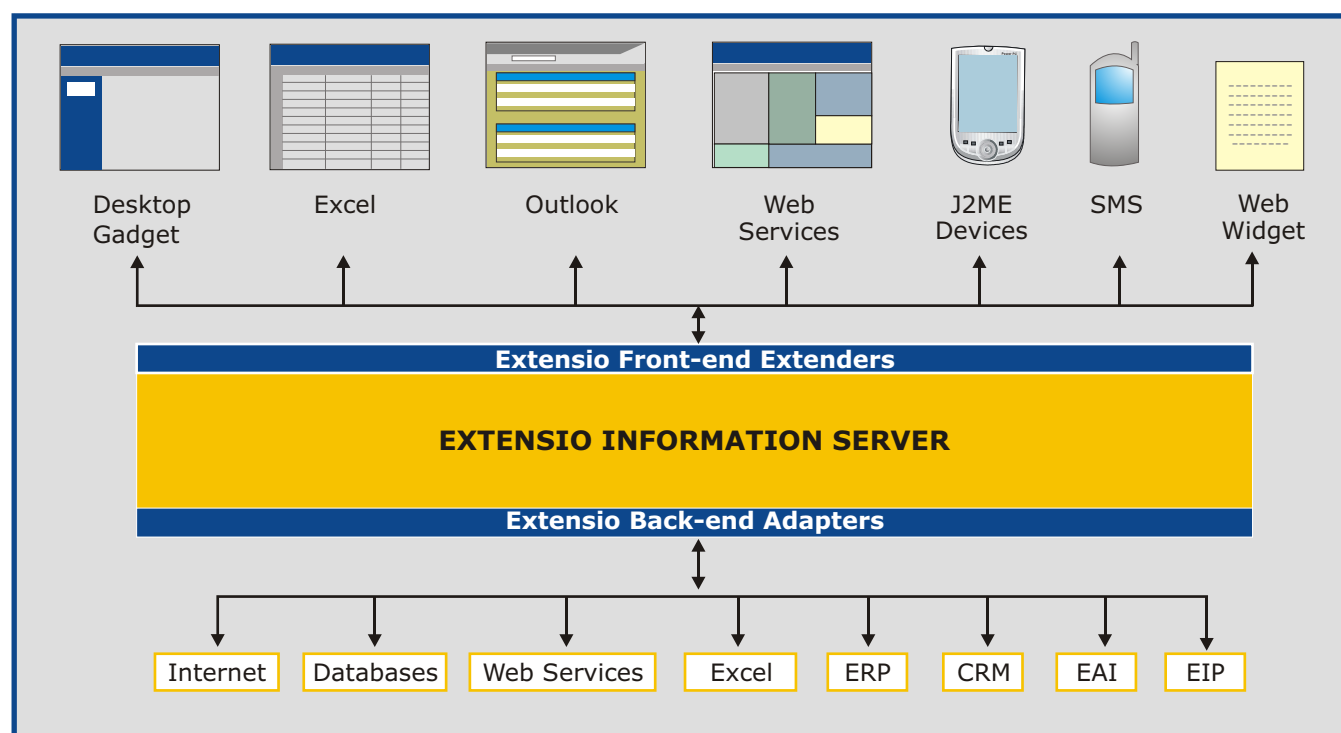 Desktop
Gadget
Excel
Outlook
Web
Services
J2ME
Devices
SMS
Web
Widget
Extensio Front-end Extenders
EXTENSIO INFORMATION SERVER
Extensio Back-end Adapters
Internet
Databases
Web Services
Excel
ERP
CRM
EAI
EIP